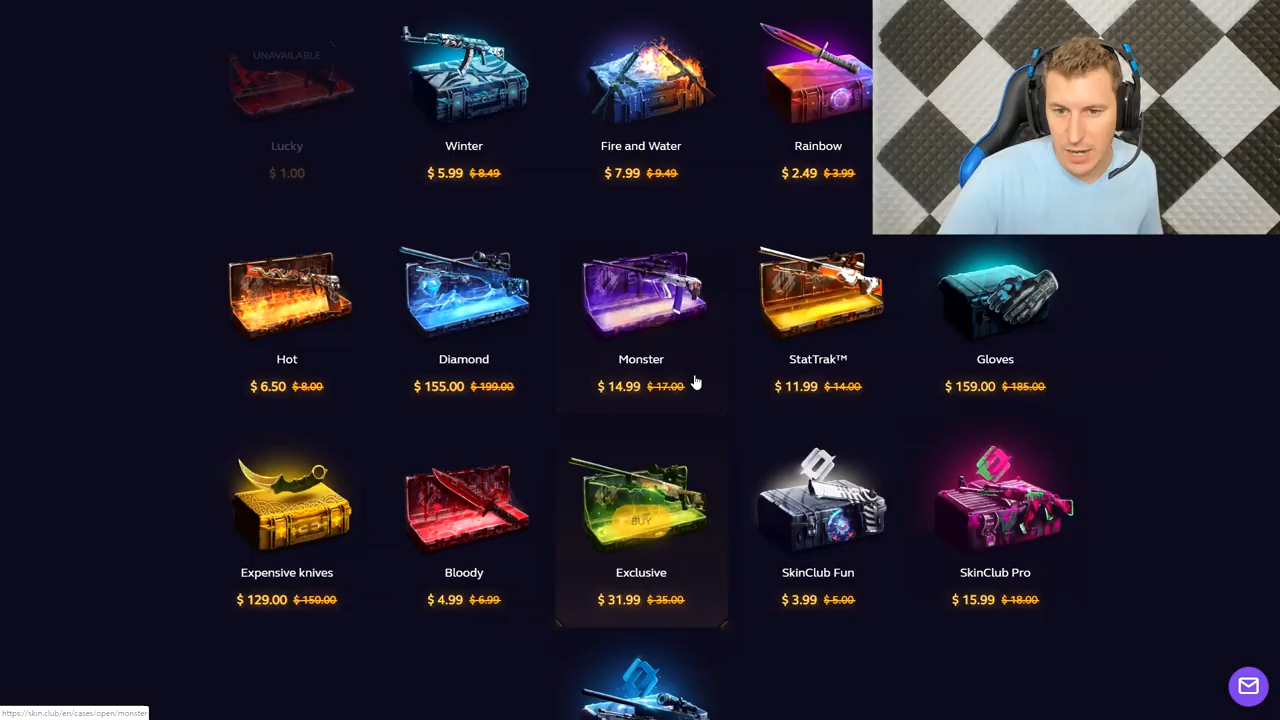 UNAVAILABLE
Lucky
$ 1.00
Winter
$ 5.99 $ 8.49
Fire and Water
$ 7.99 $ 9.49
Rainbow
$ 2.49 $ 3.99
Hot
$ 6.50 $ 8.00
Diamond
$ 155.00 $ 199.00
Monster
$ 14.99 $ 17.00
StatTrak™
$ 11.99 $ 14.00
Gloves
$ 159.00 $ 185.00
Expensive knives
$ 129.00 $ 150.00
Bloody
$ 4.99 $ 6.99
BUY
Exclusive
$ 31.99 $ 35.00
SkinClub Fun
$ 3.99 $ 5.00
SkinClub Pro
$ 15.99 $ 18.00
https://skin.club/en/cases/open/monster